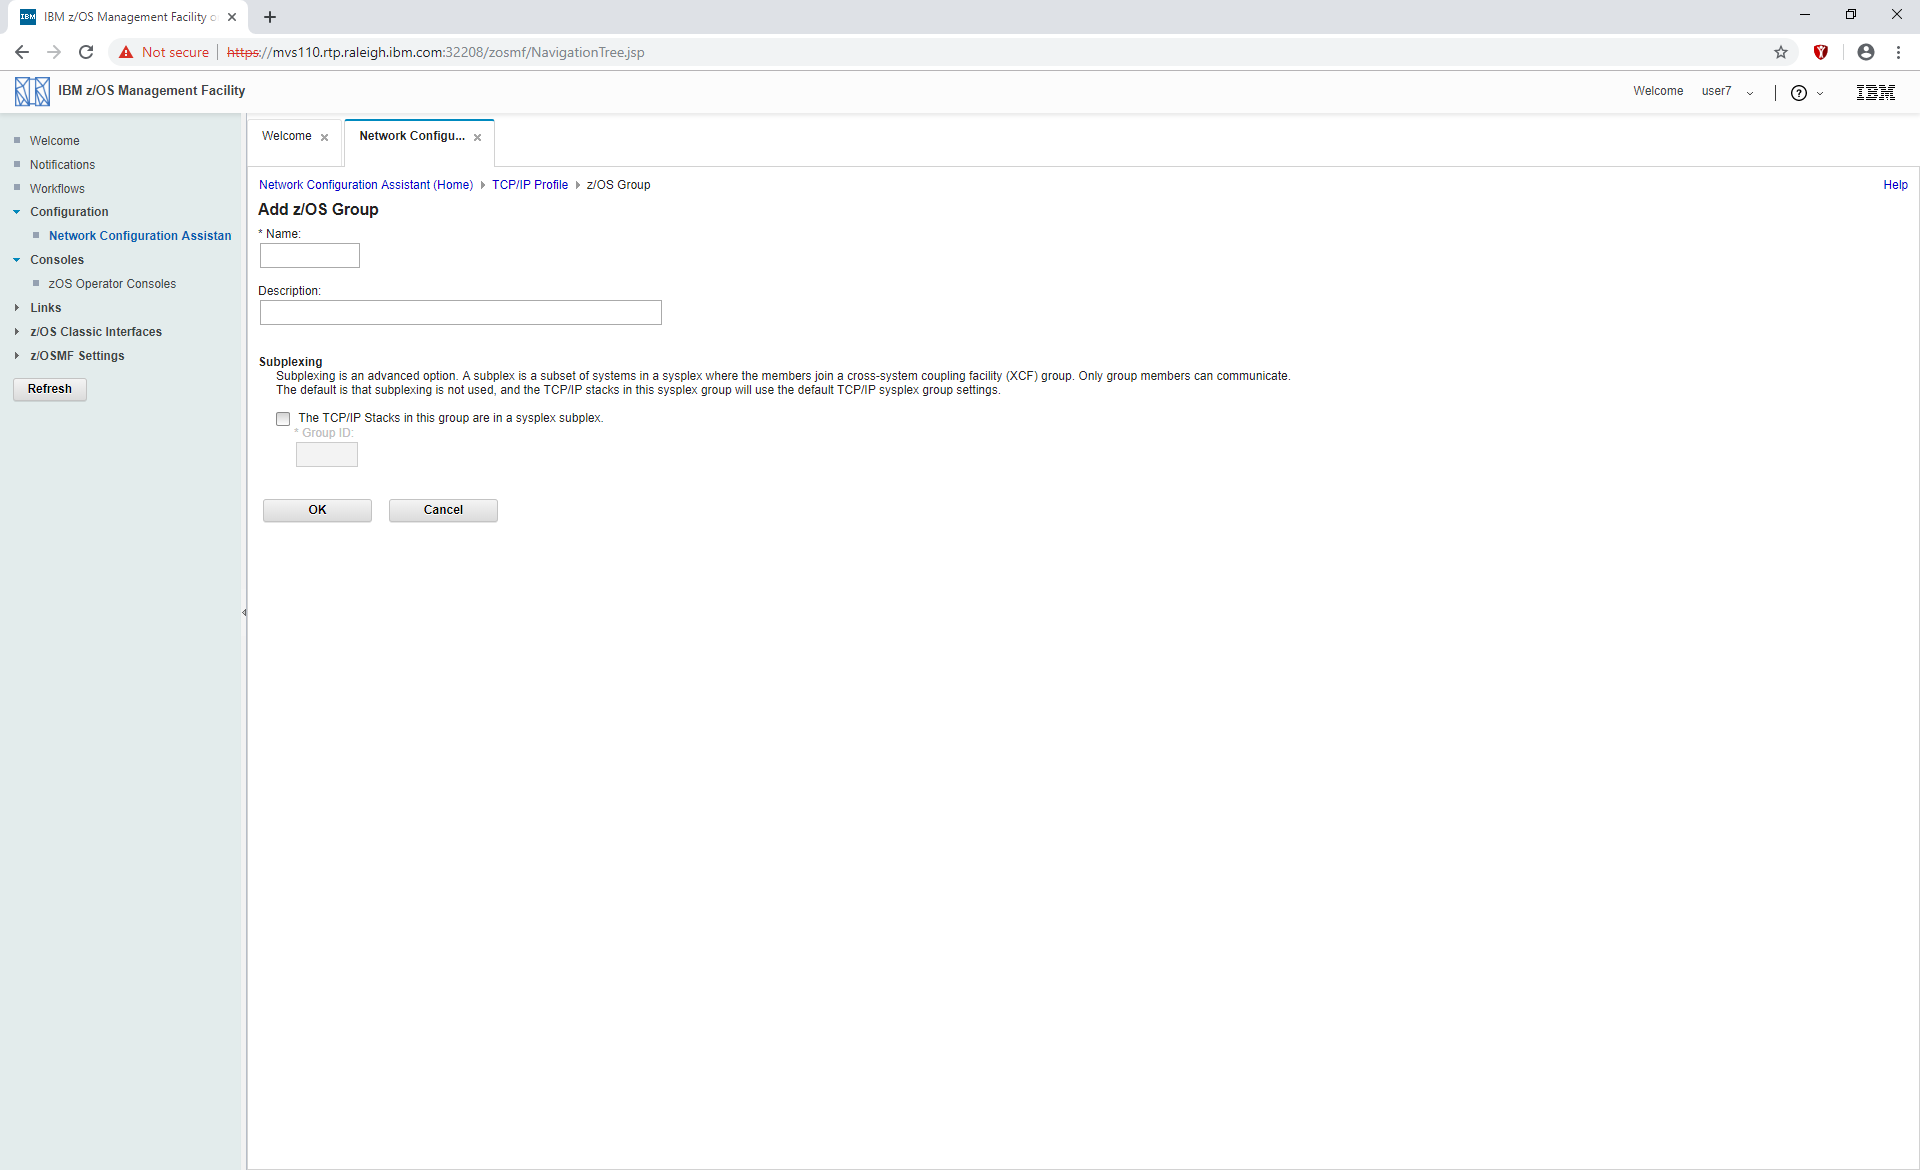 IBM IBM z/OS Management Facility o
Not secure https://mvs110.rtp.raleigh.ibm.com:32208/zosmf/NavigationTree.jsp
IBM z/OS Management Facility
Welcome user7 ? IBM
Welcome
Notifications
Workflows
Configuration
Network Configuration Assistan
Consoles
zOS Operator Consoles
Links
z/OS Classic Interfaces
z/OSMF Settings
Refresh
Welcome
Network Configu...
Network Configuration Assistant (Home) TCP/IP Profile z/OS Group
Help
Add z/OS Group
* Name:
Description:
Subplexing
Subplexing is an advanced option. A subplex is a subset of systems in a sysplex where the members join a cross-system coupling facility (XCF) group. Only group members can communicate.
The default is that subplexing is not used, and the TCP/IP stacks in this sysplex group will use the default TCP/IP sysplex group settings.
The TCP/IP Stacks in this group are in a sysplex subplex.
* Group ID:
OK Cancel